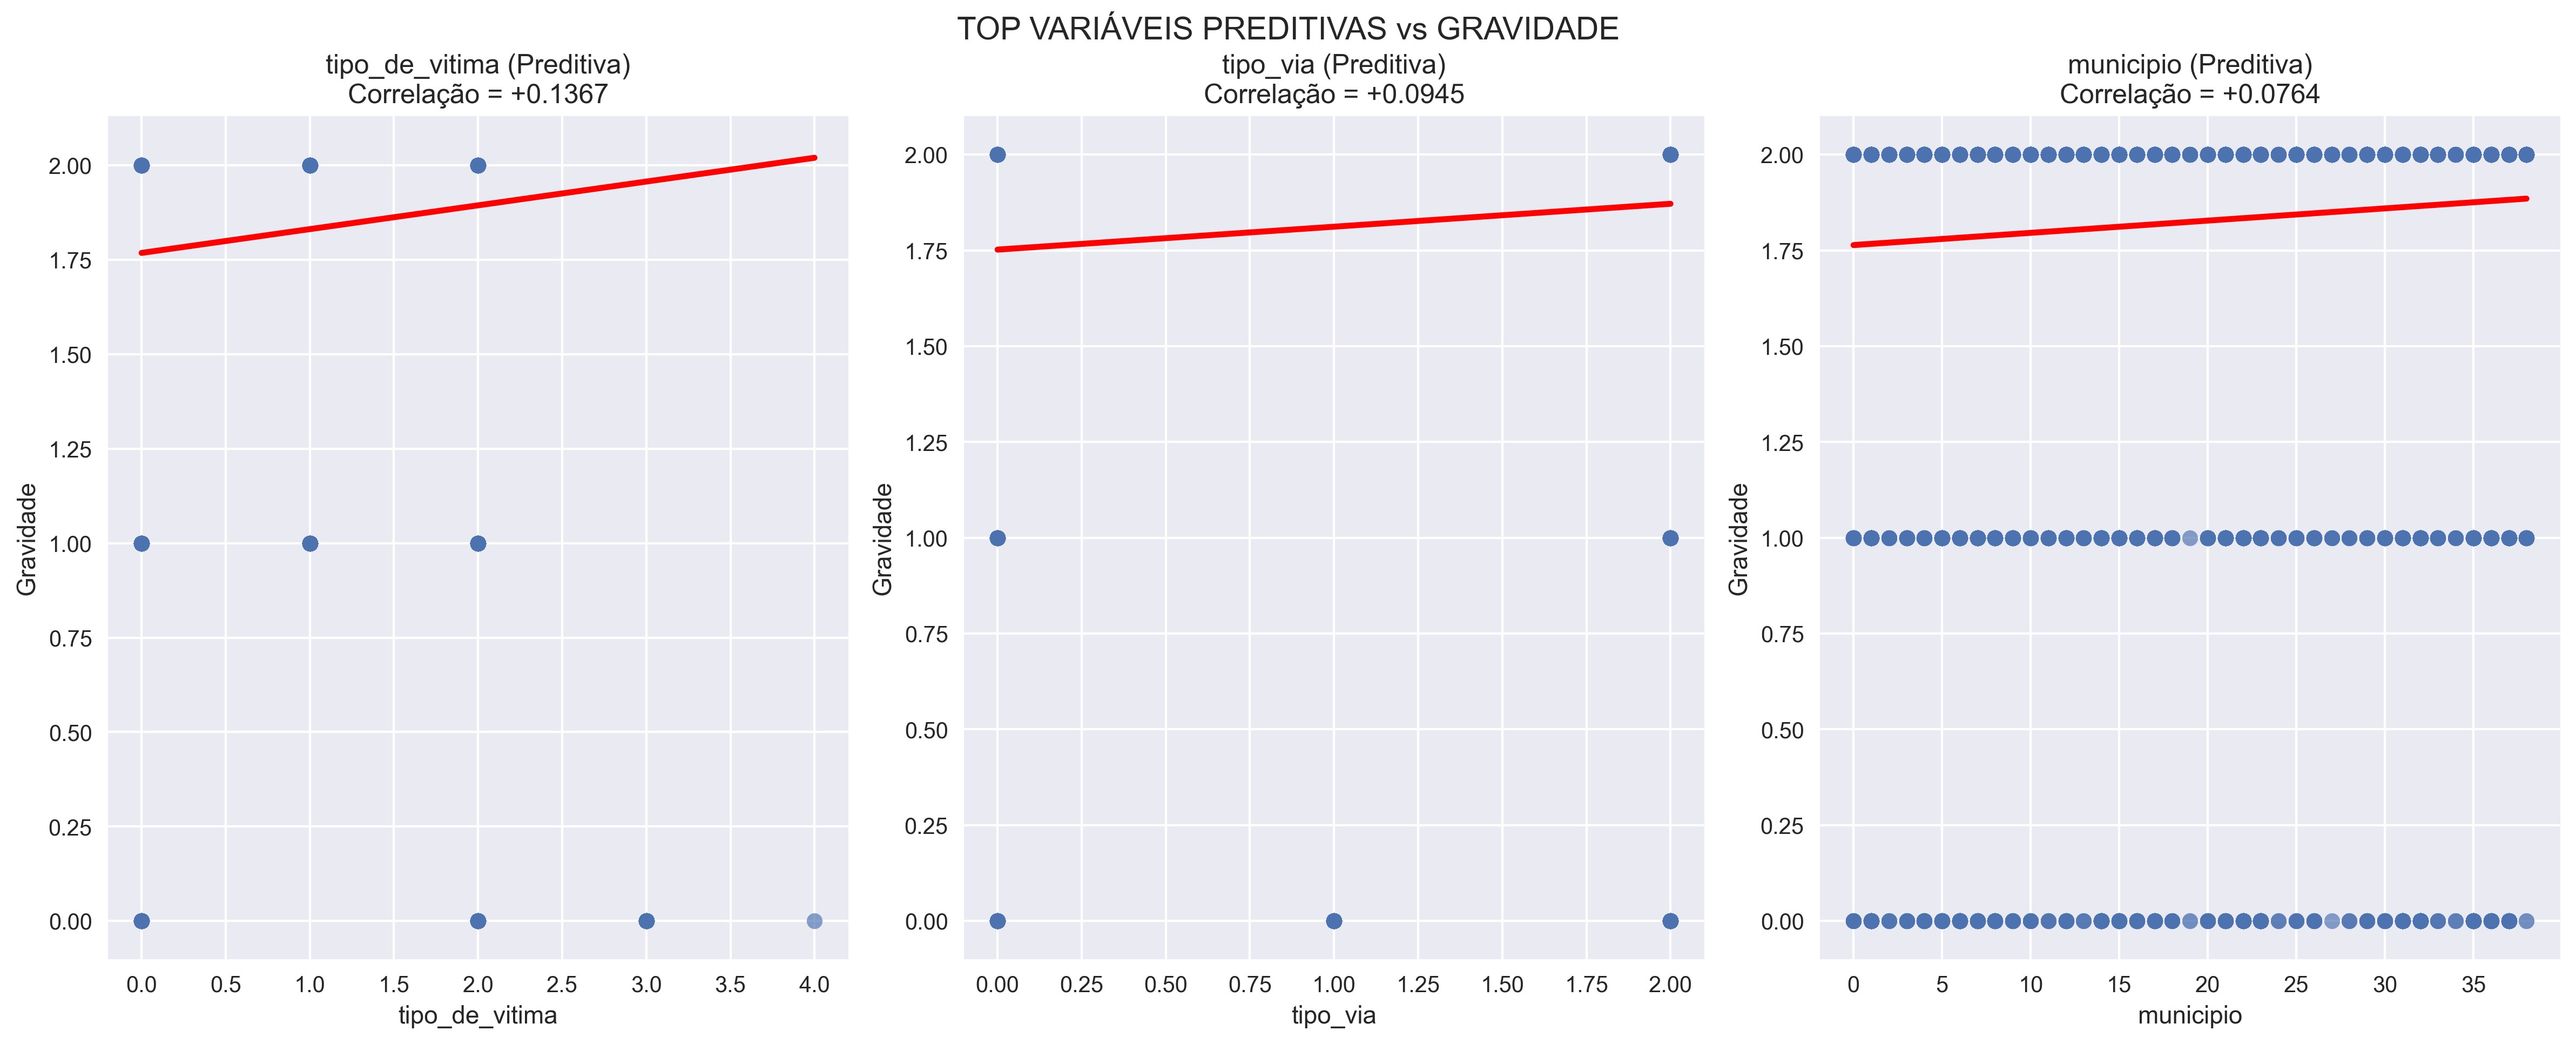 TOP VARIÁVEIS PREDITIVAS vs GRAVIDADE
tipo_de_vitima (Preditiva)
Correlação = +0.1367
2.00
1.75
1.50
1.25
1.00
0.75
0.50
0.25
0.00
Gravidade
0.0 0.5 1.0 1.5 2.0 2.5 3.0 3.5 4.0
tipo_de_vitima
tipo_via (Preditiva)
Correlação = +0.0945
2.00
1.75
1.50
1.25
1.00
0.75
0.50
0.25
0.00
Gravidade
0.00 0.25 0.50 0.75 1.00 1.25 1.50 1.75 2.00
tipo_via
municipio (Preditiva)
Correlação = +0.0764
2.00
1.75
1.50
1.25
1.00
0.75
0.50
0.25
0.00
Gravidade
0 5 10 15 20 25 30 35
municipio